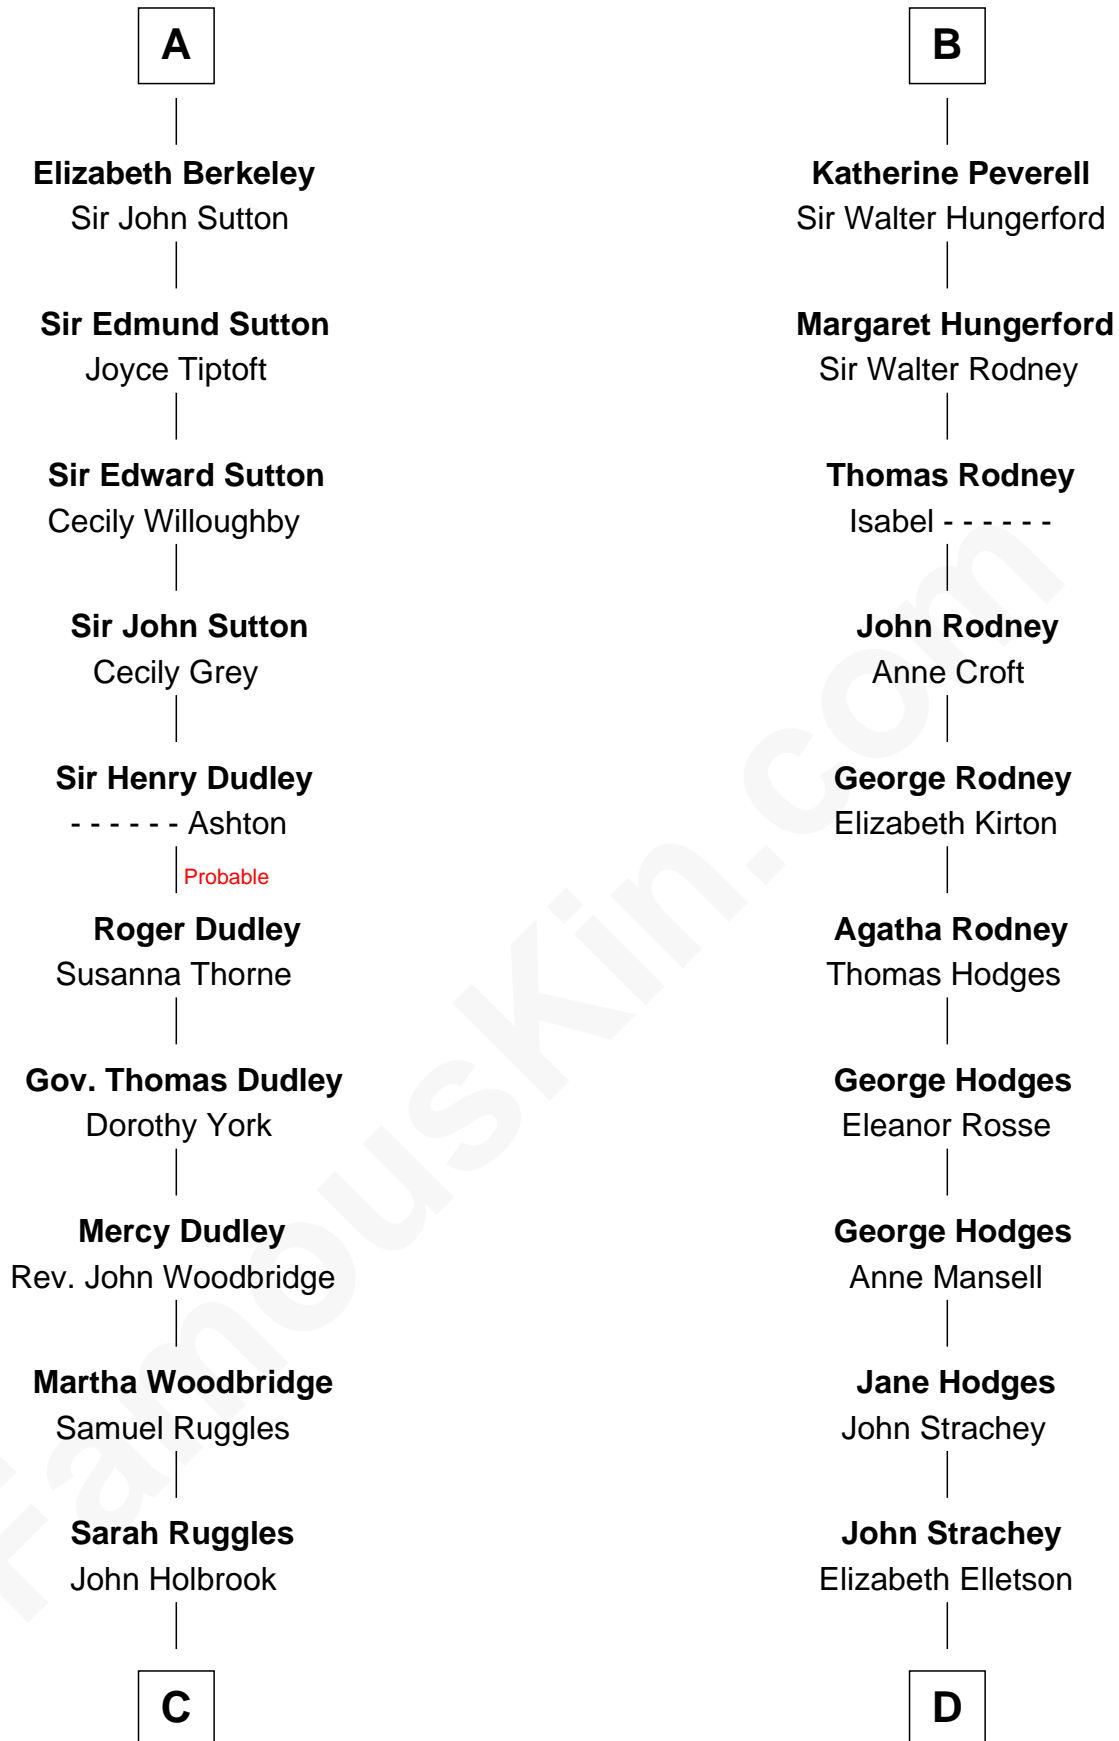 A
Elizabeth Berkeley
Sir John Sutton
Sir Edmund Sutton
Joyce Tiptoft
Sir Edward Sutton
Cecily Willoughby
Sir John Sutton
Cecily Grey
Sir Henry Dudley
- - - - - - Ashton
Probable
Roger Dudley
Susanna Thorne
Gov. Thomas Dudley
Dorothy York
Mercy Dudley
Rev. John Woodbridge
Martha Woodbridge
Samuel Ruggles
Sarah Ruggles
John Holbrook
C
B
Katherine Peverell
Sir Walter Hungerford
Margaret Hungerford
Sir Walter Rodney
Thomas Rodney
Isabel - - - - - -
John Rodney
Anne Croft
George Rodney
Elizabeth Kirton
Agatha Rodney
Thomas Hodges
George Hodges
Eleanor Rosse
George Hodges
Anne Mansell
Jane Hodges
John Strachey
John Strachey
Elizabeth Elletson
D
FamousKin.com